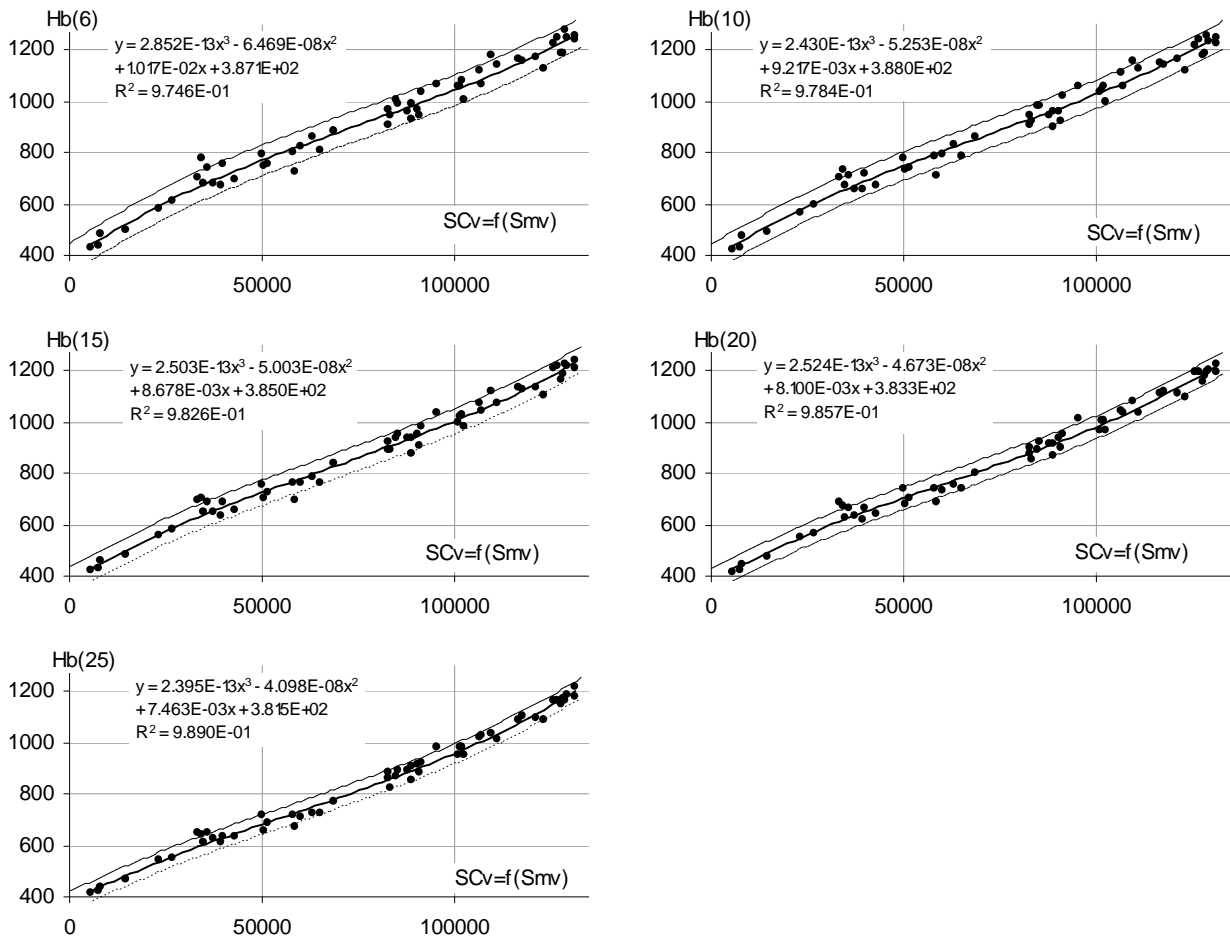 Hb(6)
y = 2.852E-13x³ - 6.469E-08x²
+1.017E-02x + 3.871E+02
R² = 9.746E-01
1200
1000
800
600
400
SCv=f(Smv)
0 50000 100000
Hb(10)
y = 2.430E-13x³ - 5.253E-08x²
+9.217E-03x + 3.880E+02
R² = 9.784E-01
1200
1000
800
600
400
SCv=f(Smv)
0 50000 100000
Hb(15)
y = 2.503E-13x³ - 5.003E-08x²
+8.678E-03x + 3.850E+02
R² = 9.826E-01
1200
1000
800
600
400
SCv=f(Smv)
0 50000 100000
Hb(20)
y = 2.524E-13x³ - 4.673E-08x²
+8.100E-03x + 3.833E+02
R² = 9.857E-01
1200
1000
800
600
400
SCv=f(Smv)
0 50000 100000
Hb(25)
y = 2.395E-13x³ - 4.098E-08x²
+7.463E-03x + 3.815E+02
R² = 9.890E-01
1200
1000
800
600
400
SCv=f(Smv)
0 50000 100000